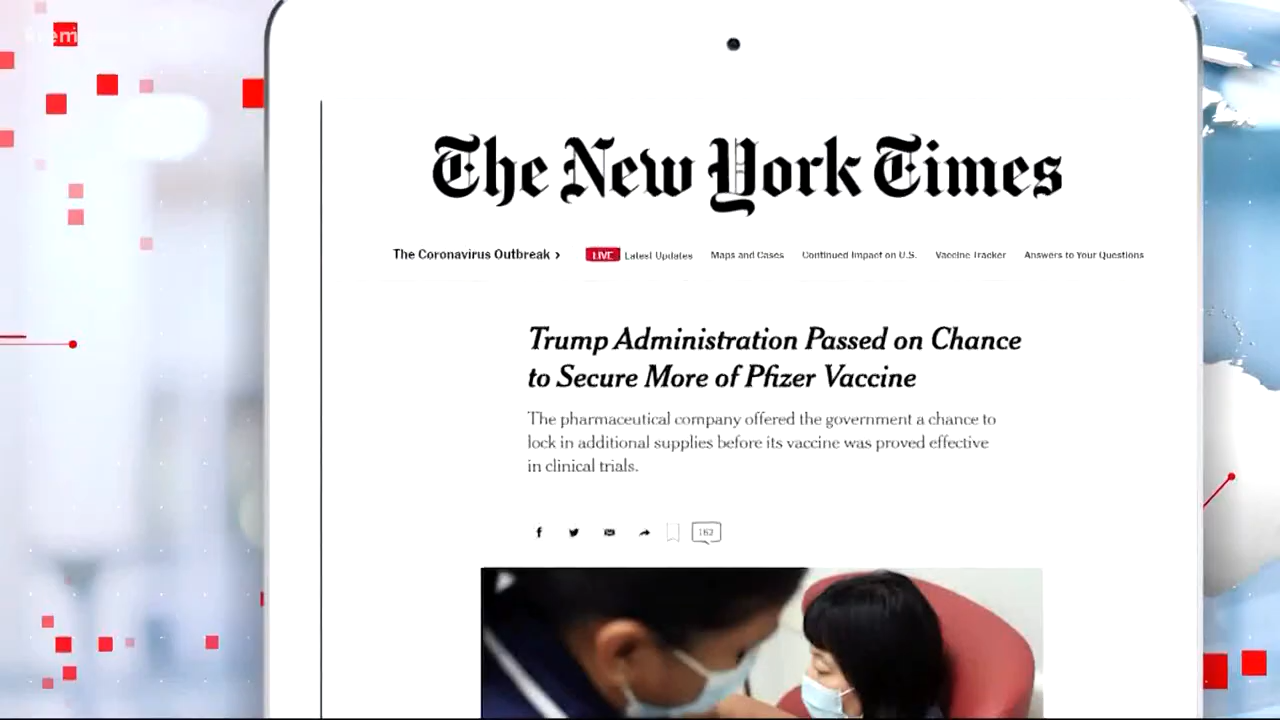 The New York Times
The Coronavirus Outbreak › LIVE Latest Updates Maps and Cases Continued Impact on U.S. Vaccine Tracker Answers to Your Questions
Trump Administration Passed on Chance
to Secure More of Pfizer Vaccine
The pharmaceutical company offered the government a chance to
lock in additional supplies before its vaccine was proved effective
in clinical trials.
162